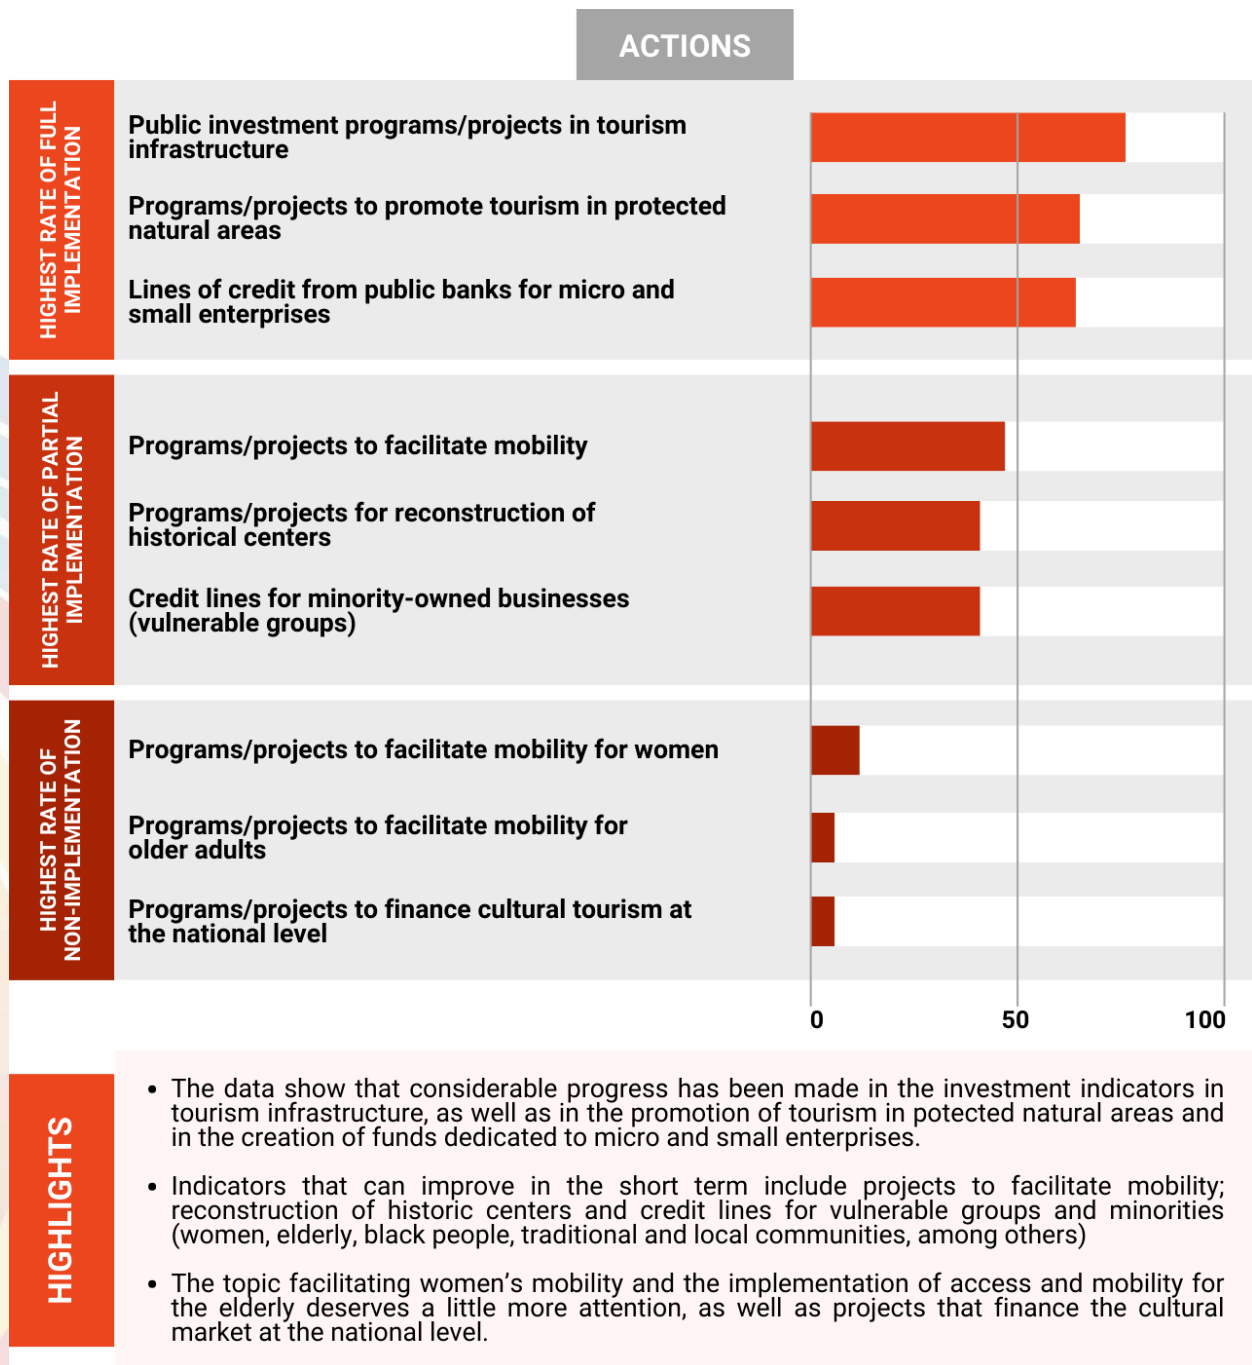 ACTIONS
HIGHEST RATE OF FULL
IMPLEMENTATION
Public investment programs/projects in tourism
infrastructure
Programs/projects to promote tourism in protected
natural areas
Lines of credit from public banks for micro and
small enterprises
HIGHEST RATE OF PARTIAL
IMPLEMENTATION
Programs/projects to facilitate mobility
Programs/projects for reconstruction of
historical centers
Credit lines for minority-owned businesses
(vulnerable groups)
HIGHEST RATE OF
NON-IMPLEMENTATION
Programs/projects to facilitate mobility for women
Programs/projects to facilitate mobility for
older adults
Programs/projects to finance cultural tourism at
the national level
0 50 100
HIGHLIGHTS
• The data show that considerable progress has been made in the investment indicators in
tourism infrastructure, as well as in the promotion of tourism in potected natural areas and
in the creation of funds dedicated to micro and small enterprises.
• Indicators that can improve in the short term include projects to facilitate mobility;
reconstruction of historic centers and credit lines for vulnerable groups and minorities
(women, elderly, black people, traditional and local communities, among others)
• The topic facilitating women's mobility and the implementation of access and mobility for
the elderly deserves a little more attention, as well as projects that finance the cultural
market at the national level.